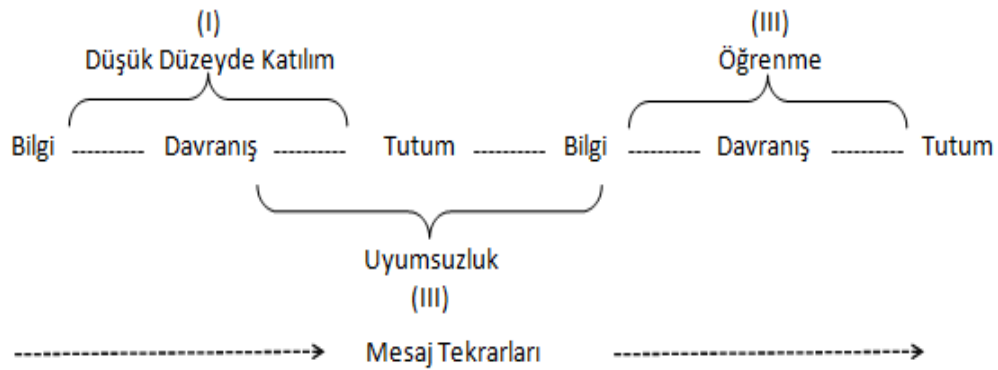 (I) (III)
Düşük Düzeyde Katılım Öğrenme
Bilgi Davranış Tutum Bilgi Davranış Tutum
Uyumsuzluk
(III)
Mesaj Tekrarları